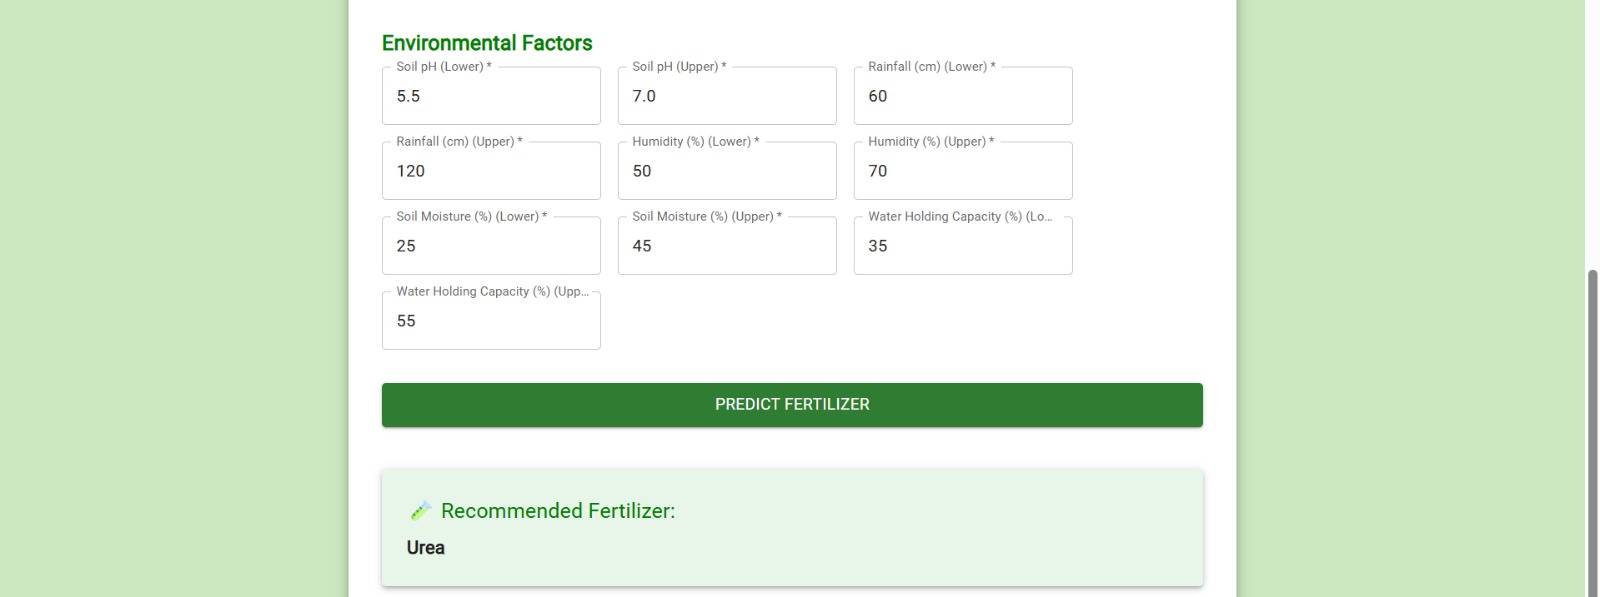 Environmental Factors
Soil pH (Lower) * Soil pH (Upper) * Rainfall (cm) (Lower) *
5.5 7.0 60
Rainfall (cm) (Upper) * Humidity (%) (Lower) * Humidity (%) (Upper) *
120 50 70
Soil Moisture (%) (Lower) * Soil Moisture (%) (Upper) * Water Holding Capacity (%) (Lo...
25 45 35
Water Holding Capacity (%) (Upp...
55
PREDICT FERTILIZER
Recommended Fertilizer:
Urea